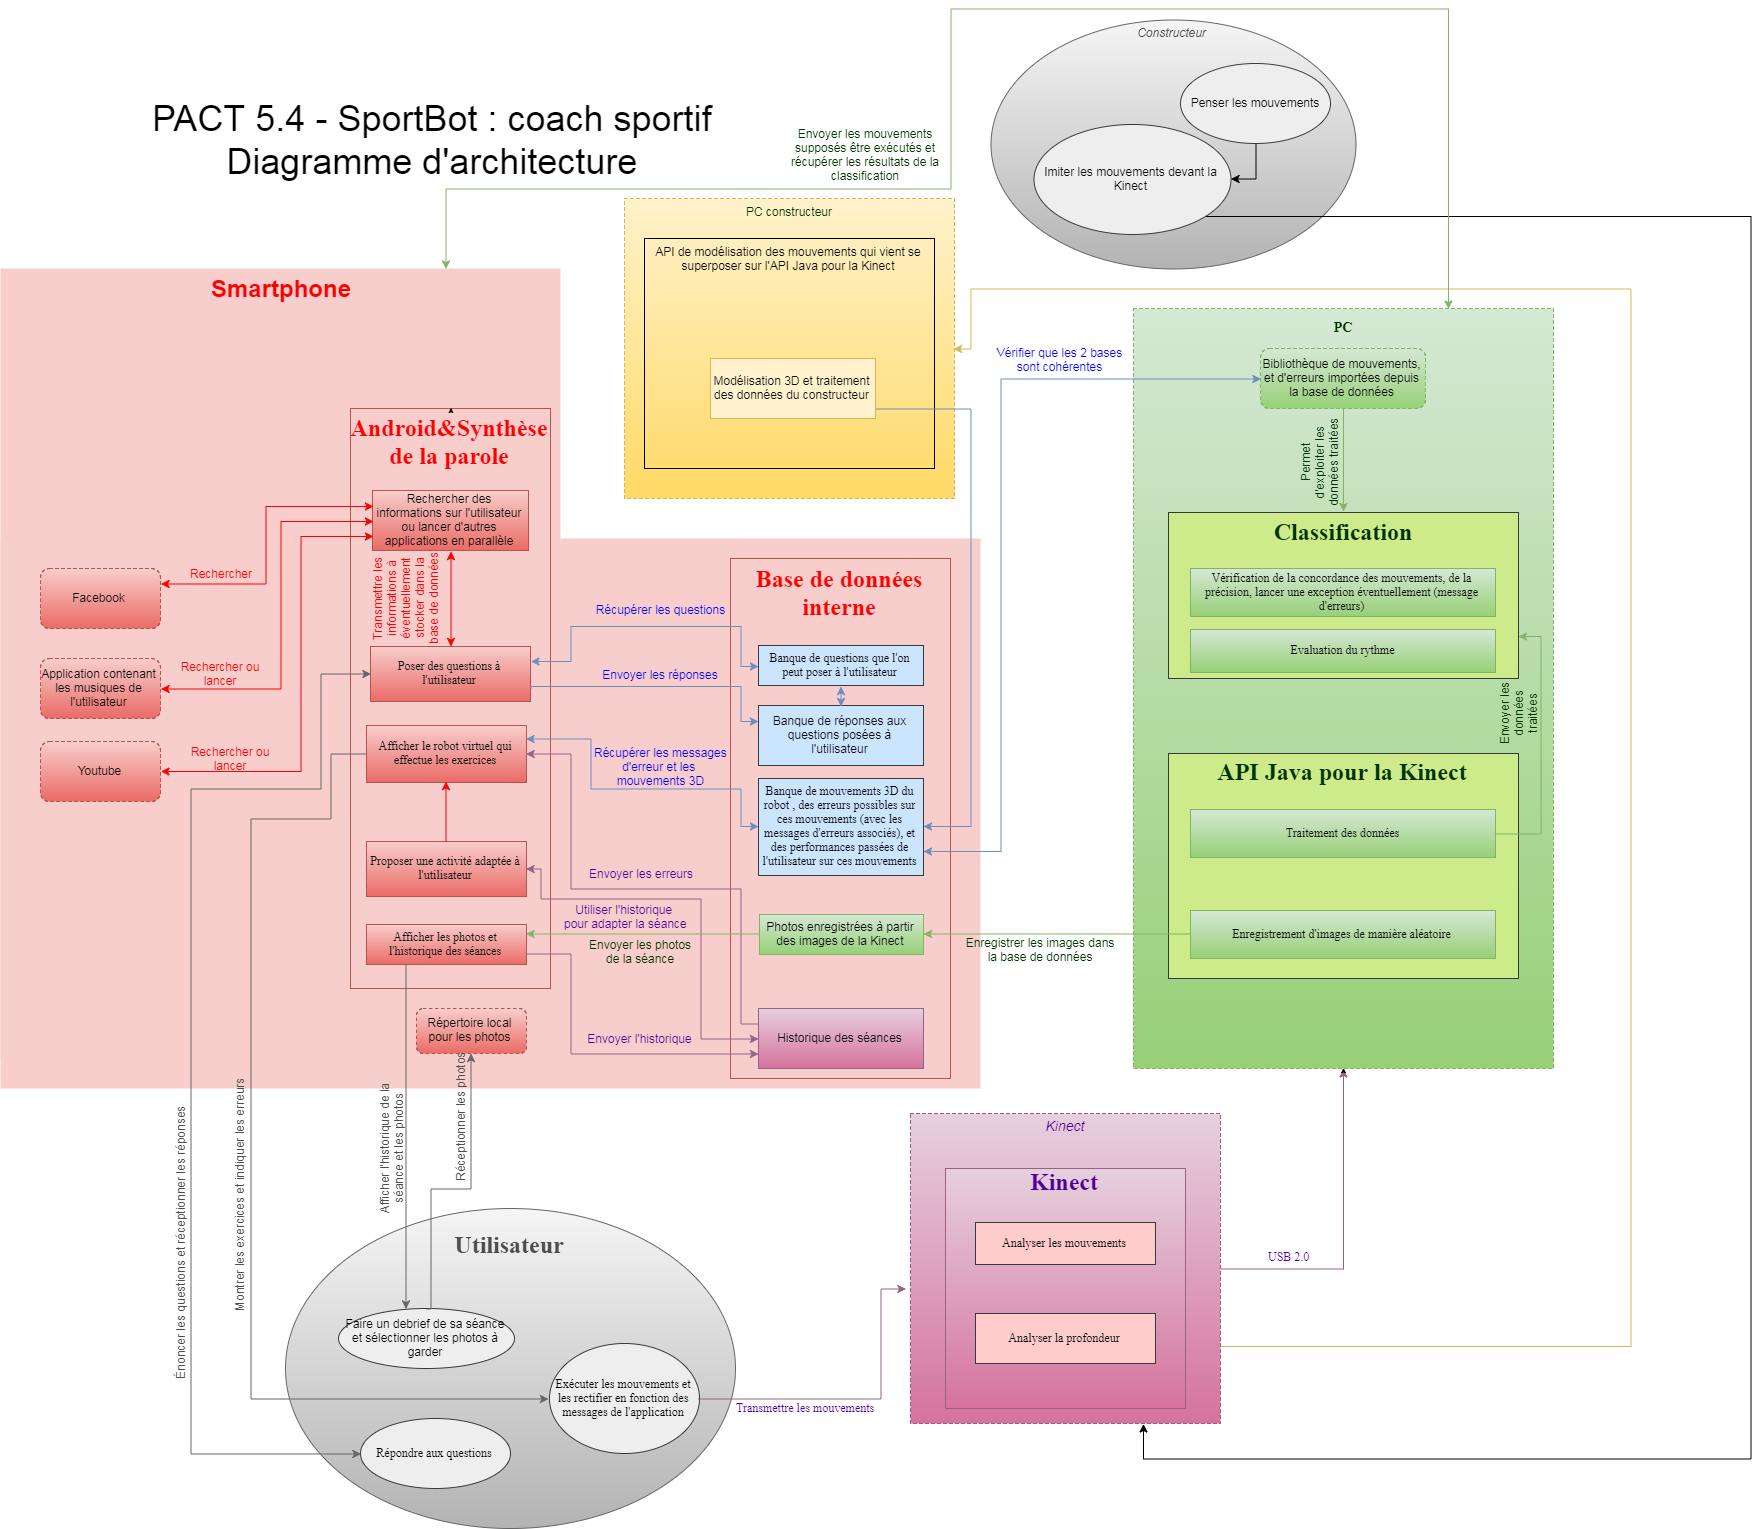 PACT 5.4 - SportBot : coach sportif
Diagramme d'architecture
Constructeur
Penser les mouvements
Imiter les mouvements devant la
Kinect
Envoyer les mouvements
supposés être exécutés et
récupérer les résultats de la
classification
PC constructeur
API de modélisation des mouvements qui vient se
superposer sur l'API Java pour la Kinect
Modélisation 3D et traitement
des données du constructeur
Smartphone
Android&Synthèse
de la parole
Rechercher des
informations sur l'utilisateur
ou lancer d'autres
applications en parallèle
Transmettre les
informations à
éventuellement
stocker dans la
base de données
Facebook
Rechercher
Application contenant
les musiques de
l'utilisateur
Rechercher ou
lancer
Youtube
Rechercher ou
lancer
Poser des questions à
l'utilisateur
Afficher le robot virtuel qui
effectue les exercices
Proposer une activité adaptée à
l'utilisateur
Afficher les photos et
l'historique des séances
Répertoire local
pour les photos
Récupérer les questions
Envoyer les réponses
Récupérer les messages
d'erreur et les
mouvements 3D
Envoyer les erreurs
Utiliser l'historique
pour adapter la séance
Envoyer les photos
de la séance
Envoyer l'historique
Base de données
interne
Banque de questions que l'on
peut poser à l'utilisateur
Banque de réponses aux
questions posées à
l'utilisateur
Banque de mouvements 3D du
robot , des erreurs possibles sur
ces mouvements (avec les
messages d'erreurs associés), et
des performances passées de
l'utilisateur sur ces mouvements
Photos enregistrées à partir
des images de la Kinect
Historique des séances
Vérifier que les 2 bases
sont cohérentes
Enregistrer les images dans
la base de données
PC
Bibliothèque de mouvements,
et d'erreurs importées depuis
la base de données
Permet
d'exploiter les
données traitées
Classification
Vérification de la concordance des mouvements, de la
précision, lancer une exception éventuellement (message
d'erreurs)
Evaluation du rythme
Envoyer les
données
traitées
API Java pour la Kinect
Traitement des données
Enregistrement d'images de manière aléatoire
Énoncer les questions et réceptionner les réponses
Montrer les exercices et indiquer les erreurs
Afficher l'historique de la
séance et les photos
Réceptionner les photos
Utilisateur
Faire un debrief de sa séance
et sélectionner les photos à
garder
Exécuter les mouvements et
les rectifier en fonction des
messages de l'application
Répondre aux questions
Transmettre les mouvements
Kinect
Kinect
Analyser les mouvements
Analyser la profondeur
USB 2.0